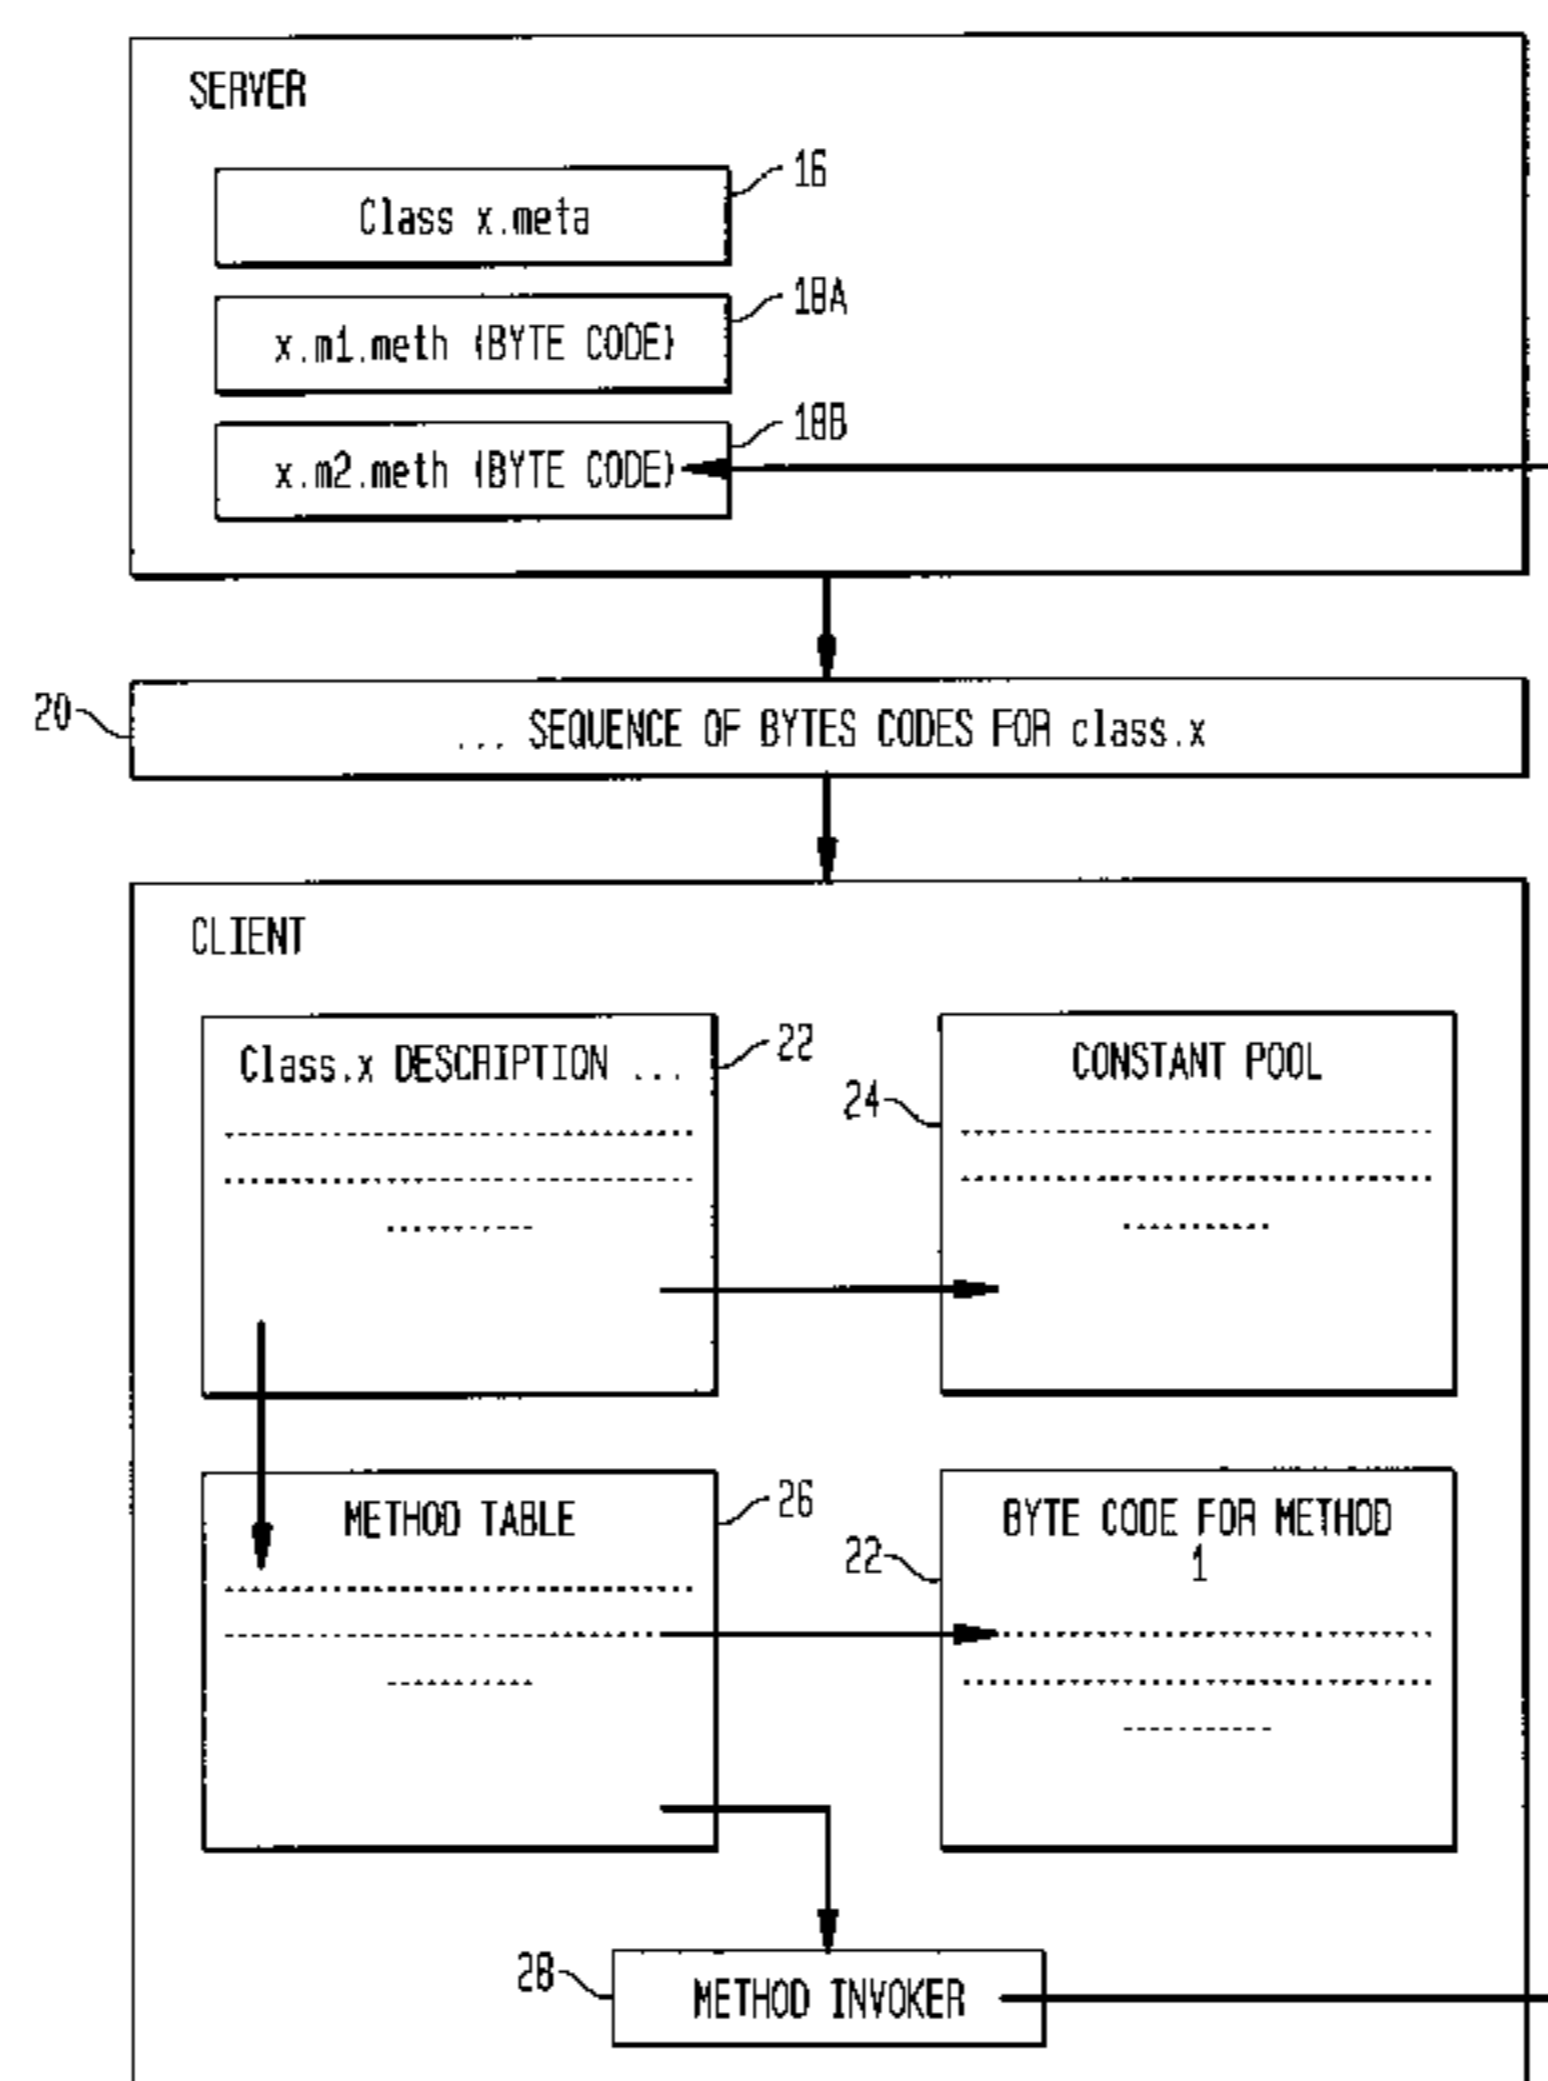 SERVER
16
Class x.meta
18A
x.m1.meth (BYTE CODE)
18B
x.m2.meth (BYTE CODE)
20
... SEQUENCE OF BYTES CODES FOR class.x
CLIENT
22
Class.x DESCRIPTION ...
24
CONSTANT POOL
26
METHOD TABLE
22
BYTE CODE FOR METHOD
1
28
METHOD INVOKER